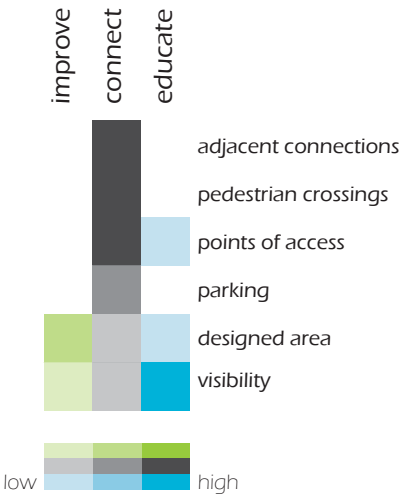 improve
connect
educate
adjacent connections
pedestrian crossings
points of access
parking
designed area
visibility
low
high